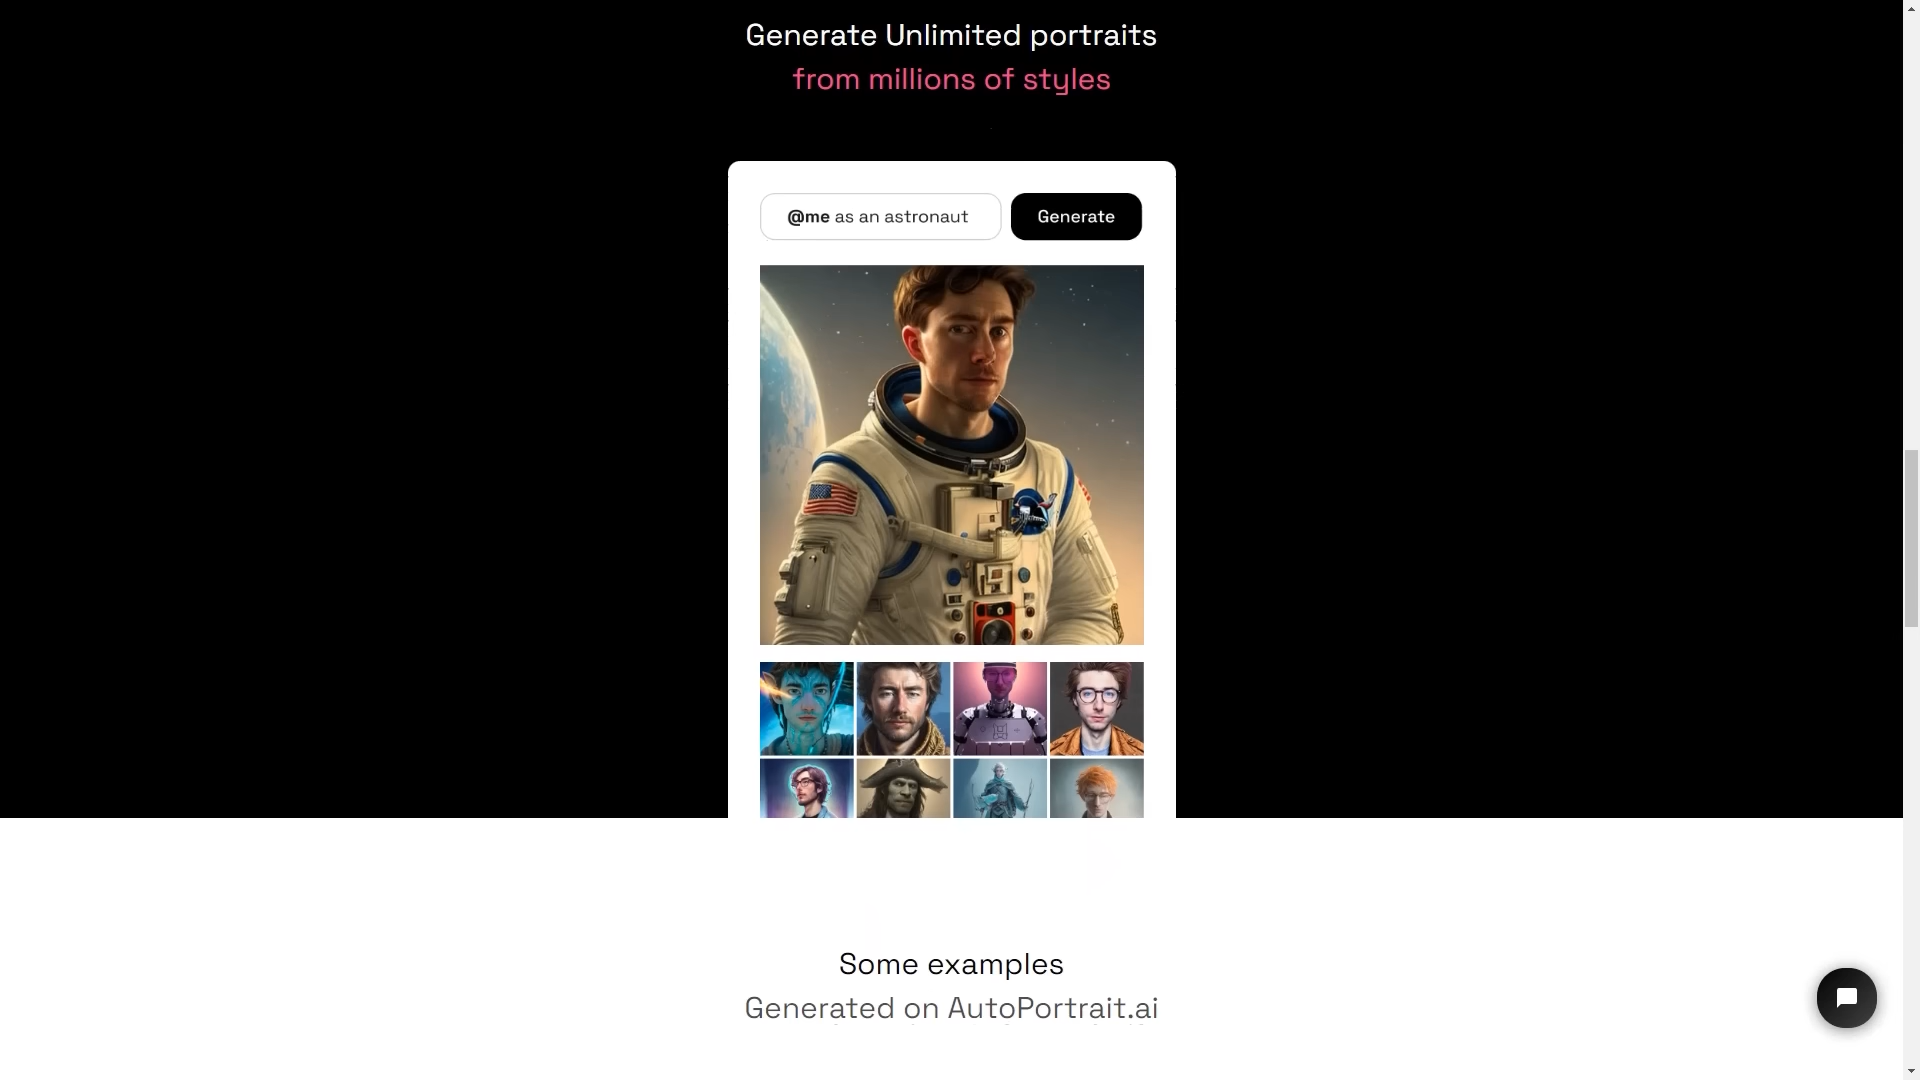 Generate Unlimited portraits
from millions of styles
@me as an astronaut
Generate
Some examples
Generated on AutoPortrait.ai